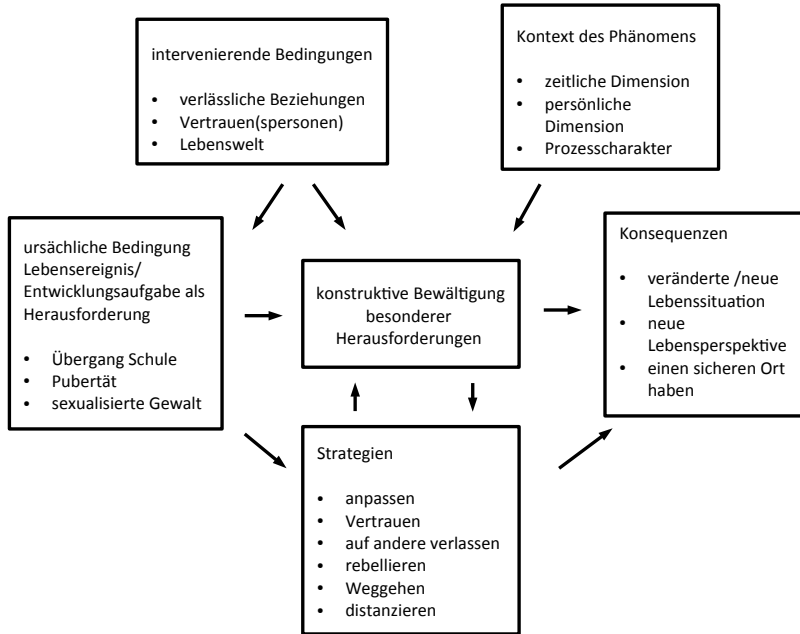 intervenierende Bedingungen
• verlässliche Beziehungen
• Vertrauen(spersonen)
• Lebenswelt
Kontext des Phänomens
• zeitliche Dimension
• persönliche
Dimension
• Prozesscharakter
ursächliche Bedingung
Lebensereignis/
Entwicklungsaufgabe als
Herausforderung
• Übergang Schule
• Pubertät
• sexualisierte Gewalt
konstruktive Bewältigung
besonderer
Herausforderungen
Konsequenzen
• veränderte /neue
Lebenssituation
• neue
Lebensperspektive
• einen sicheren Ort
haben
Strategien
• anpassen
• Vertrauen
• auf andere verlassen
• rebellieren
• Weggehen
• distanzieren